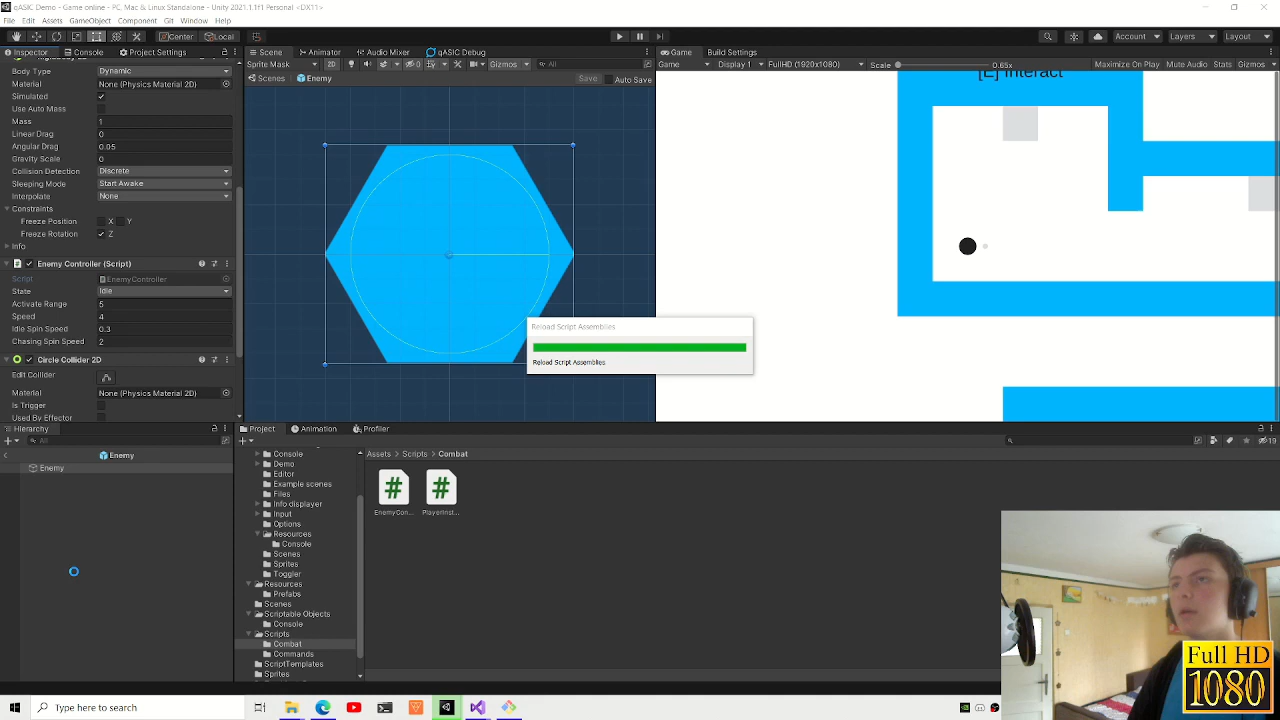 qASIC Demo - Game online - PC, Mac & Linux Standalone - Unity 2021.1.1f1 Personal <DX11>
File Edit Assets GameObject Component Git Window Help
Center Local Account Layers Layout
Inspector Console Project Settings
Scene Animator Audio Mixer qASIC Debug
Game Build Settings
Sprite Mask 2D 0 Gizmos All
Game Display 1 FullHD (1920x1080) Scale 0.65x Maximize On Play Mute Audio Stats Gizmos
Scenes Enemy Save Auto Save
Body Type Dynamic
Material None (Physics Material 2D)
Simulated
Use Auto Mass
Mass 1
Linear Drag 0
Angular Drag 0.05
Gravity Scale 0
Collision Detection Discrete
Sleeping Mode Start Awake
Interpolate None
Constraints
Freeze Position X Y
Freeze Rotation Z
Info
Enemy Controller (Script)
Script EnemyController
State Idle
Activate Range 5
Speed 4
Idle Spin Speed 0.3
Chasing Spin Speed 2
Circle Collider 2D
Edit Collider
Material None (Physics Material 2D)
Is Trigger
Used By Effector
[E] Interact
Reload Script Assemblies
Reload Script Assemblies
Hierarchy
All
Enemy
Enemy
Project Animation Profiler
19
Console
Demo
Editor
Example scenes
Files
Info displayer
Input
Options
Resources
Console
Scenes
Sprites
Toggler
Resources
Prefabs
Scenes
Scriptable Objects
Console
Scripts
Combat
Commands
ScriptTemplates
Sprites
Assets > Scripts > Combat
EnemyCon... PlayerInst...
Full HD
1080
Type here to search